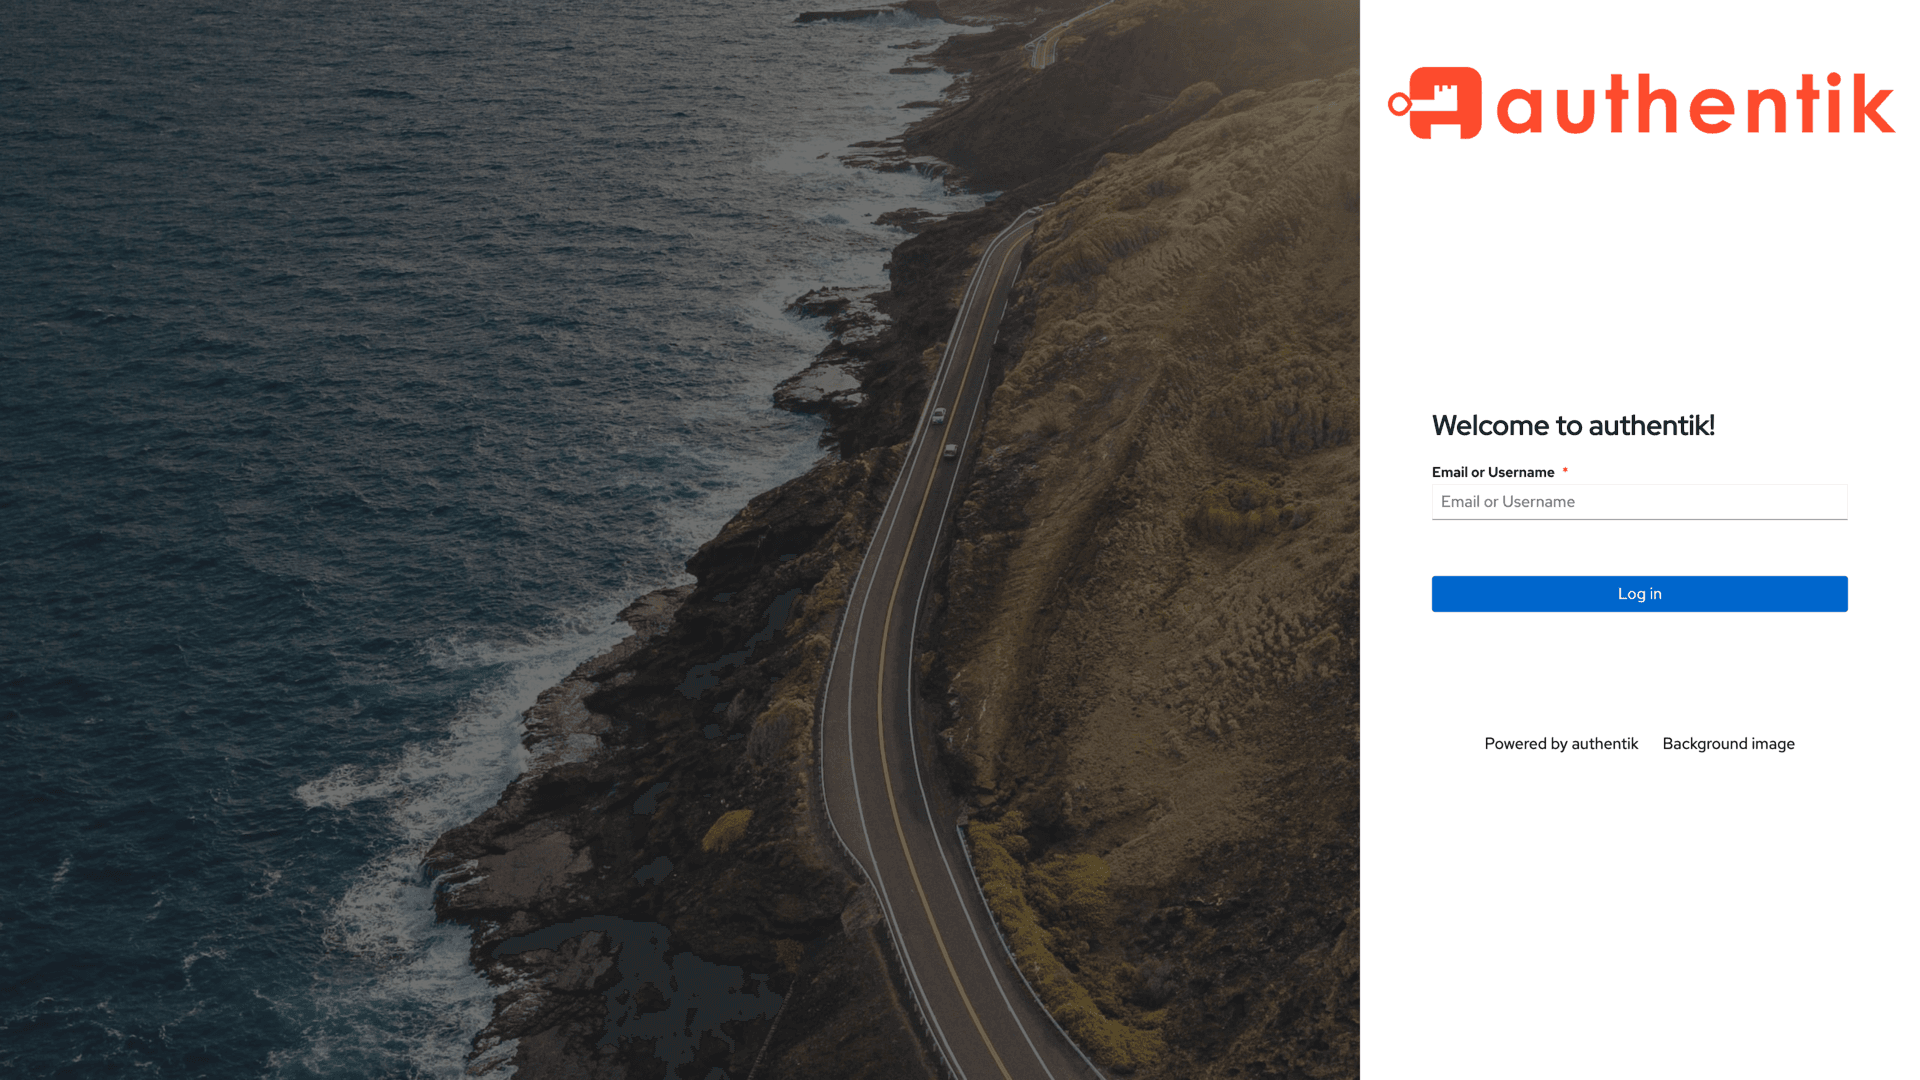 authentik
Welcome to authentik!
Email or Username *
Email or Username
Log in
Powered by authentik Background image